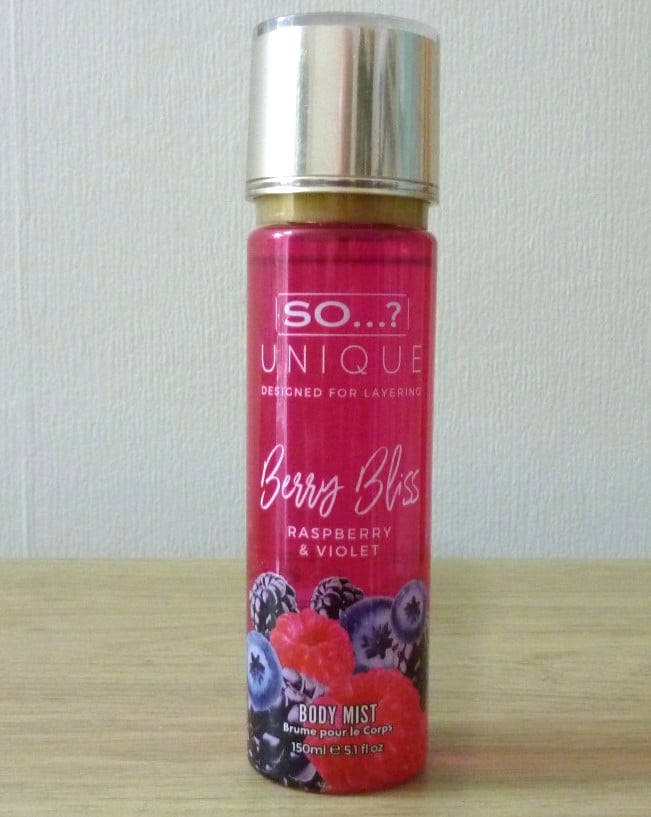 SO...?
UNIQUE
DESIGNED FOR LAYERING
Berry Bliss
RASPBERRY
& VIOLET
BODY MIST
Brume pour le Corps
150ml ℮ 5.1 fl.oz